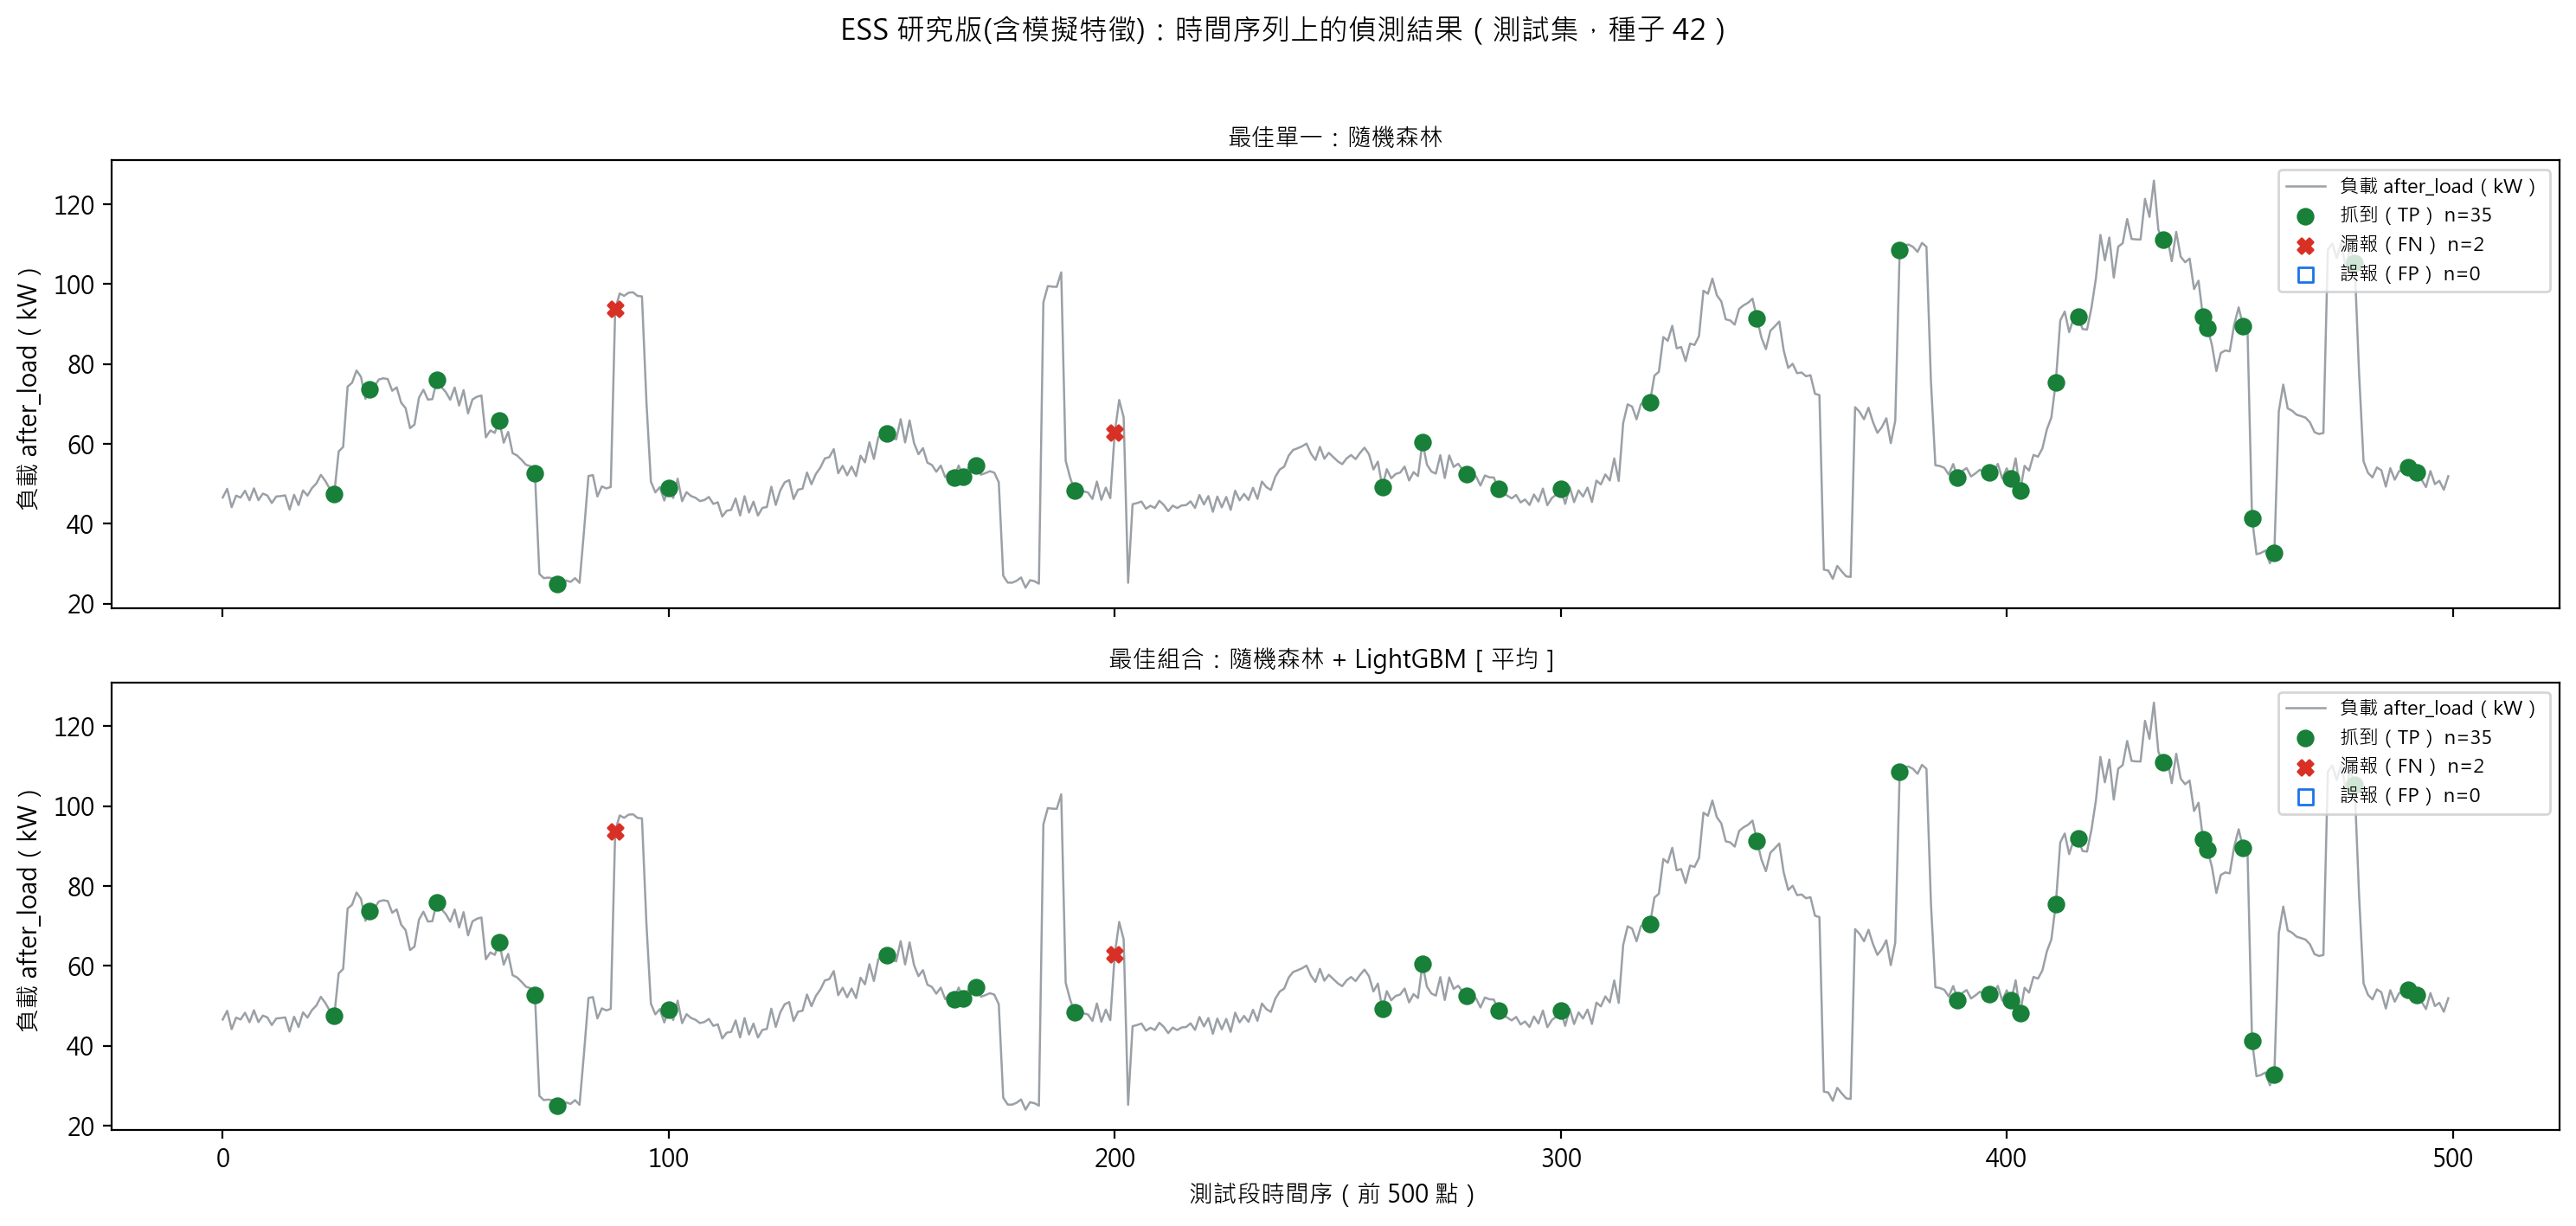 ESS 研究版(含模擬特徵)：時間序列上的偵測結果（測試集，種子 42）
最佳單一：隨機森林
負載 after_load（kW）
120
100
80
60
40
20
負載 after_load（kW）
抓到（TP） n=35
漏報（FN） n=2
誤報（FP） n=0
最佳組合：隨機森林 + LightGBM［平均］
負載 after_load（kW）
120
100
80
60
40
20
負載 after_load（kW）
抓到（TP） n=35
漏報（FN） n=2
誤報（FP） n=0
0 100 200 300 400 500
測試段時間序（前 500 點）